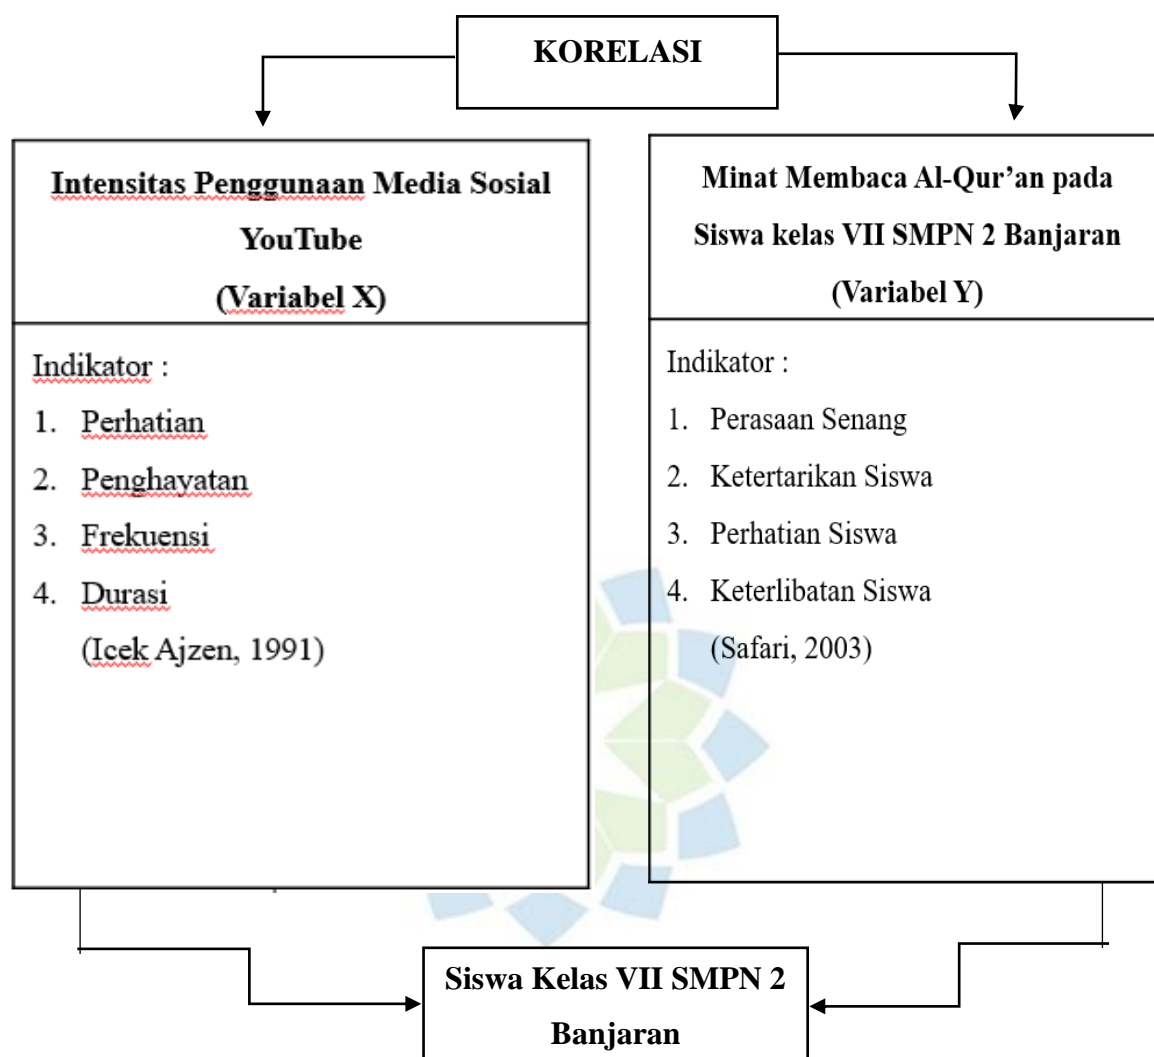 KORELASI
Intensitas Penggunaan Media Sosial
YouTube
(Variabel X)
Indikator :
1. Perhatian
2. Penghayatan
3. Frekuensi
4. Durasi
(Icek Ajzen, 1991)
Minat Membaca Al-Qur’an pada
Siswa kelas VII SMPN 2 Banjaran
(Variabel Y)
Indikator :
1. Perasaan Senang
2. Ketertarikan Siswa
3. Perhatian Siswa
4. Keterlibatan Siswa
(Safari, 2003)
Siswa Kelas VII SMPN 2
Banjaran